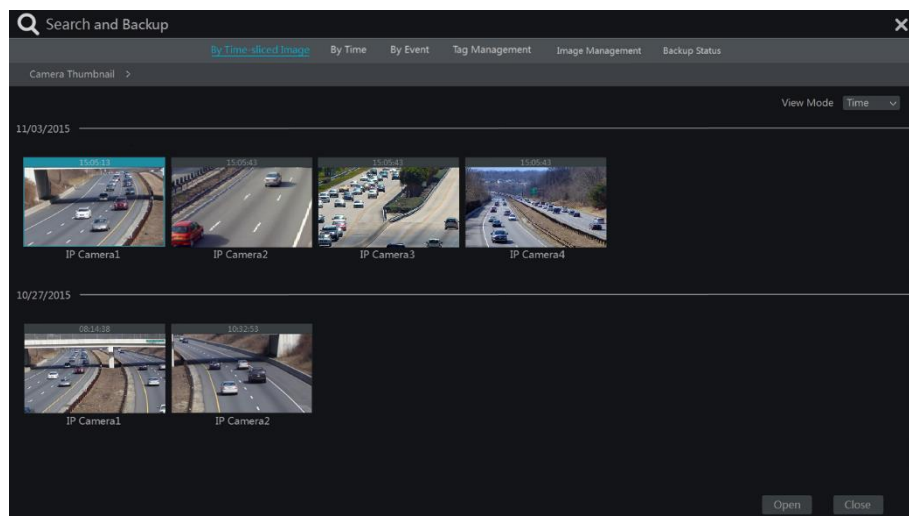 Search and Backup
By Time-sliced Image By Time By Event Tag Management Image Management Backup Status
Camera Thumbnail >
View Mode Time
11/03/2015
15:05:13 15:05:43 15:05:43 15:05:43
IP Camera1 IP Camera2 IP Camera3 IP Camera4
10/27/2015
08:14:38 10:32:53
IP Camera1 IP Camera2
Open Close